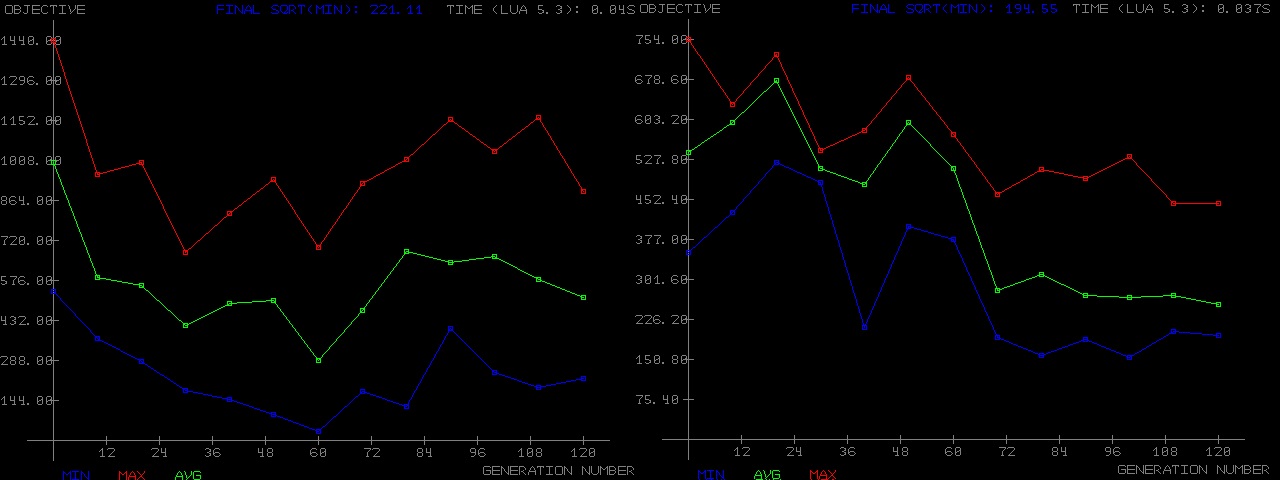 OBJECTIVE FINAL SQRT(MIN): 221.11 TIME (LUA 5.3): 0.04S
1440.00
1296.00
1152.00
1008.00
864.00
720.00
576.00
432.00
288.00
144.00
12 24 36 48 60 72 84 96 108 120
GENERATION NUMBER
MIN MAX AVG
OBJECTIVE FINAL SQRT(MIN): 194.55 TIME (LUA 5.3): 0.037S
754.00
678.60
603.20
527.80
452.40
377.00
301.60
226.20
150.80
75.40
12 24 36 48 60 72 84 96 108 120
GENERATION NUMBER
MIN AVG MAX